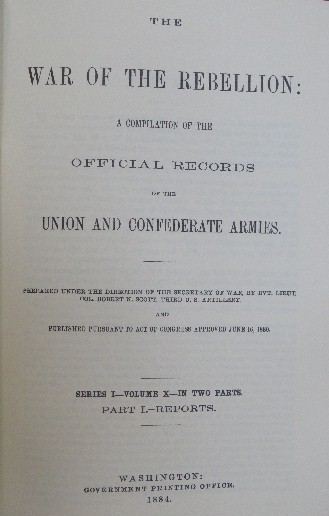 THE
WAR OF THE REBELLION:
A COMPILATION OF THE
OFFICIAL RECORDS
OF THE
UNION AND CONFEDERATE ARMIES.
PREPARED UNDER THE DIRECTION OF THE SECRETARY OF WAR, BY BVT. LIEUT.
COL. ROBERT N. SCOTT, THIRD U. S. ARTILLERY,
AND
PUBLISHED PURSUANT TO ACT OF CONGRESS APPROVED JUNE 16, 1880.
SERIES I—VOLUME X—IN TWO PARTS.
PART I.—REPORTS.
WASHINGTON:
GOVERNMENT PRINTING OFFICE.
1884.